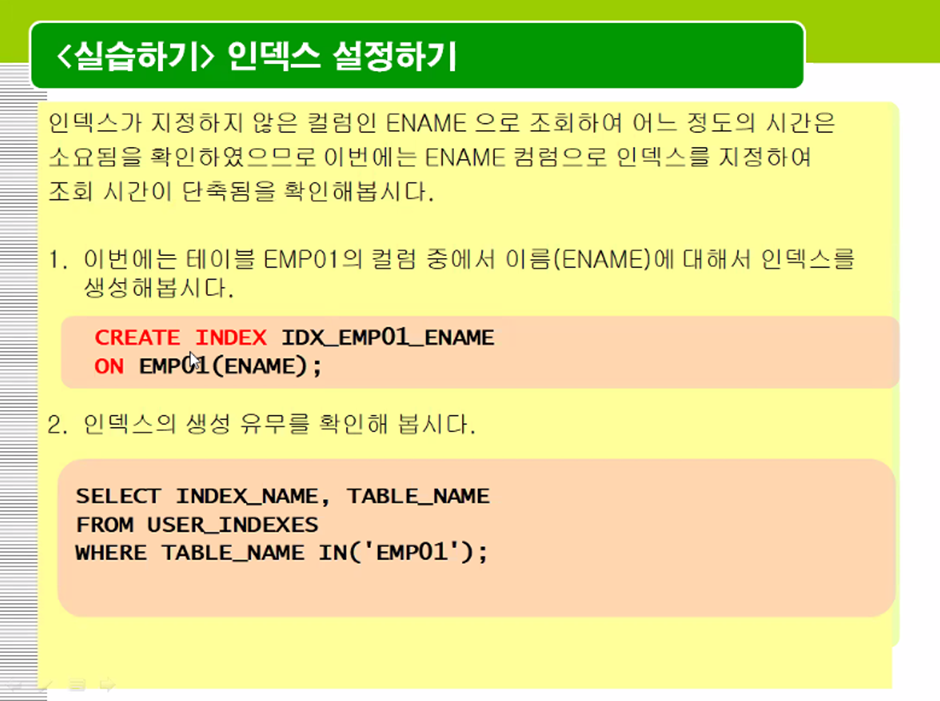 <실습하기> 인덱스 설정하기
인덱스가 지정하지 않은 컬럼인 ENAME 으로 조회하여 어느 정도의 시간은
소요됨을 확인하였으므로 이번에는 ENAME 컴럼으로 인덱스를 지정하여
조회 시간이 단축됨을 확인해봅시다.
1. 이번에는 테이블 EMP01의 컬럼 중에서 이름(ENAME)에 대해서 인덱스를
생성해봅시다.
CREATE INDEX IDX_EMP01_ENAME
ON EMP01(ENAME);
2. 인덱스의 생성 유무를 확인해 봅시다.
SELECT INDEX_NAME, TABLE_NAME
FROM USER_INDEXES
WHERE TABLE_NAME IN('EMP01');